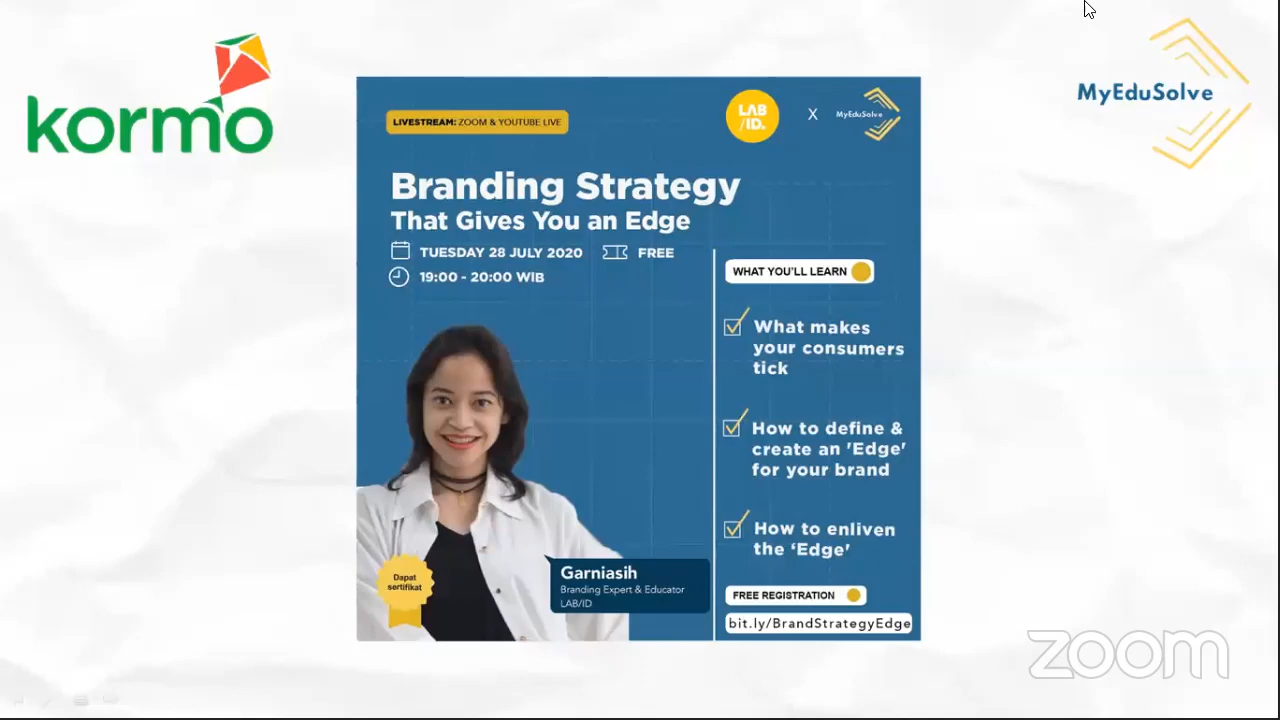 kormo
MyEduSolve
LIVESTREAM: ZOOM & YOUTUBE LIVE
LAB
/ID.
X
MyEduSolve
Branding Strategy
That Gives You an Edge
TUESDAY 28 JULY 2020
FREE
19:00 - 20:00 WIB
WHAT YOU'LL LEARN
What makes
your consumers
tick
How to define &
create an 'Edge'
for your brand
How to enliven
the ‘Edge’
Dapat
sertifikat
Garniasih
Branding Expert & Educator
LAB/ID
FREE REGISTRATION
bit.ly/BrandStrategyEdge
zoom